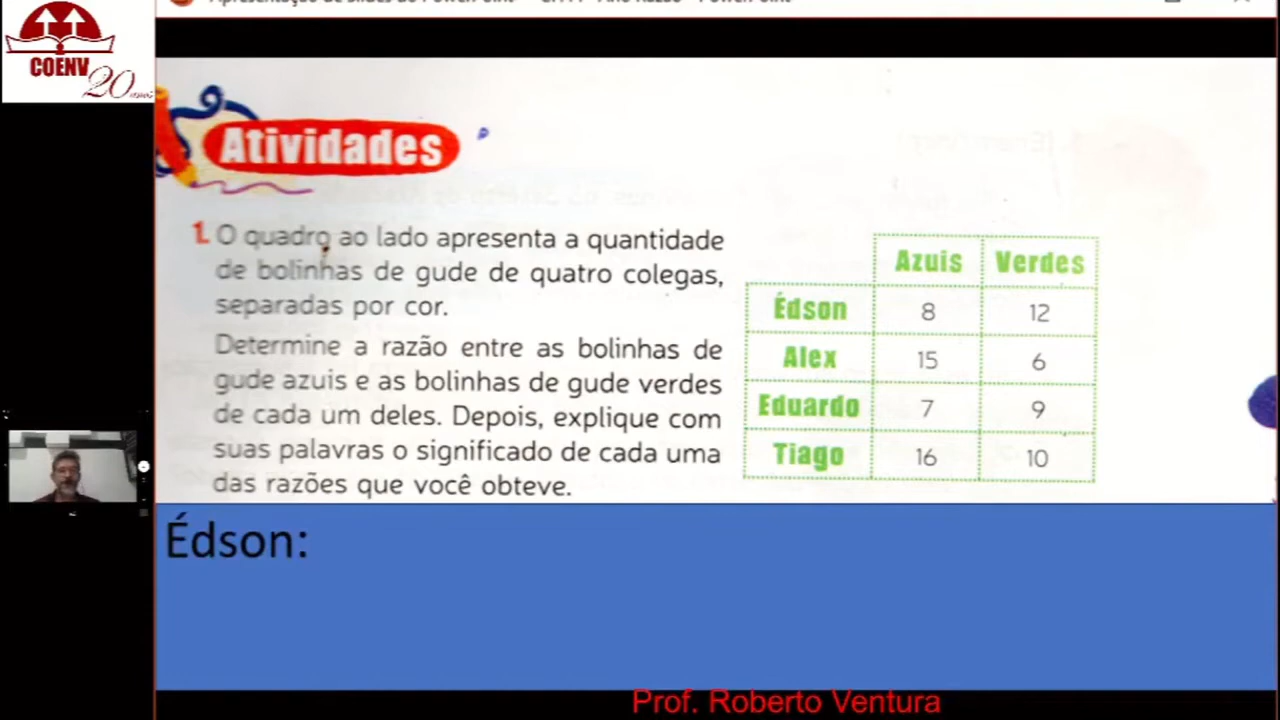 COENV
20 anos
Atividades
1. O quadro ao lado apresenta a quantidade
de bolinhas de gude de quatro colegas,
separadas por cor.
Determine a razão entre as bolinhas de
gude azuis e as bolinhas de gude verdes
de cada um deles. Depois, explique com
suas palavras o significado de cada uma
das razões que você obteve.
Azuis Verdes
Édson 8 12
Alex 15 6
Eduardo 7 9
Tiago 16 10
Édson:
Prof. Roberto Ventura